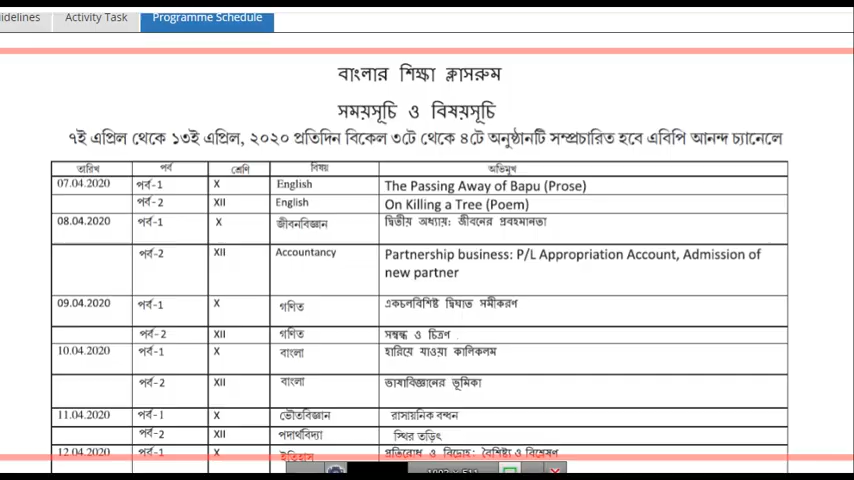 idelines Activity Task Programme Schedule
বাংলার শিক্ষা ক্লাসরুম
সময়সূচি ও বিষয়সূচি
৭ই এপ্রিল থেকে ১৩ই এপ্রিল, ২০২০ প্রতিদিন বিকেল ৩টে থেকে ৪টে অনুষ্ঠানটি সম্প্রচারিত হবে এবিপি আনন্দ চ্যানেলে
তারিখ পর্ব শ্রেণি বিষয় অভিমুখ
07.04.2020 পর্ব-1 X English The Passing Away of Bapu (Prose)
পর্ব-2 XII English On Killing a Tree (Poem)
08.04.2020 পর্ব-1 X জীবনবিজ্ঞান দ্বিতীয় অধ্যায়: জীবনের প্রবহমানতা
পর্ব-2 XII Accountancy Partnership business: P/L Appropriation Account, Admission of
new partner
09.04.2020 পর্ব-1 X গণিত একচলবিশিষ্ট দ্বিঘাত সমীকরণ
পর্ব-2 XII গণিত সম্বন্ধ ও চিত্রণ
10.04.2020 পর্ব-1 X বাংলা হারিয়ে যাওয়া কালিকলম
পর্ব-2 XII বাংলা ভাষাবিজ্ঞানের ভূমিকা
11.04.2020 পর্ব-1 X ভৌতবিজ্ঞান রাসায়নিক বন্ধন
পর্ব-2 XII পদার্থবিদ্যা স্থির তড়িৎ
12.04.2020 পর্ব-1 X ইতিহাস প্রতিরোধ ও বিদ্রোহ: বৈশিষ্ট্য ও বিশ্লেষণ